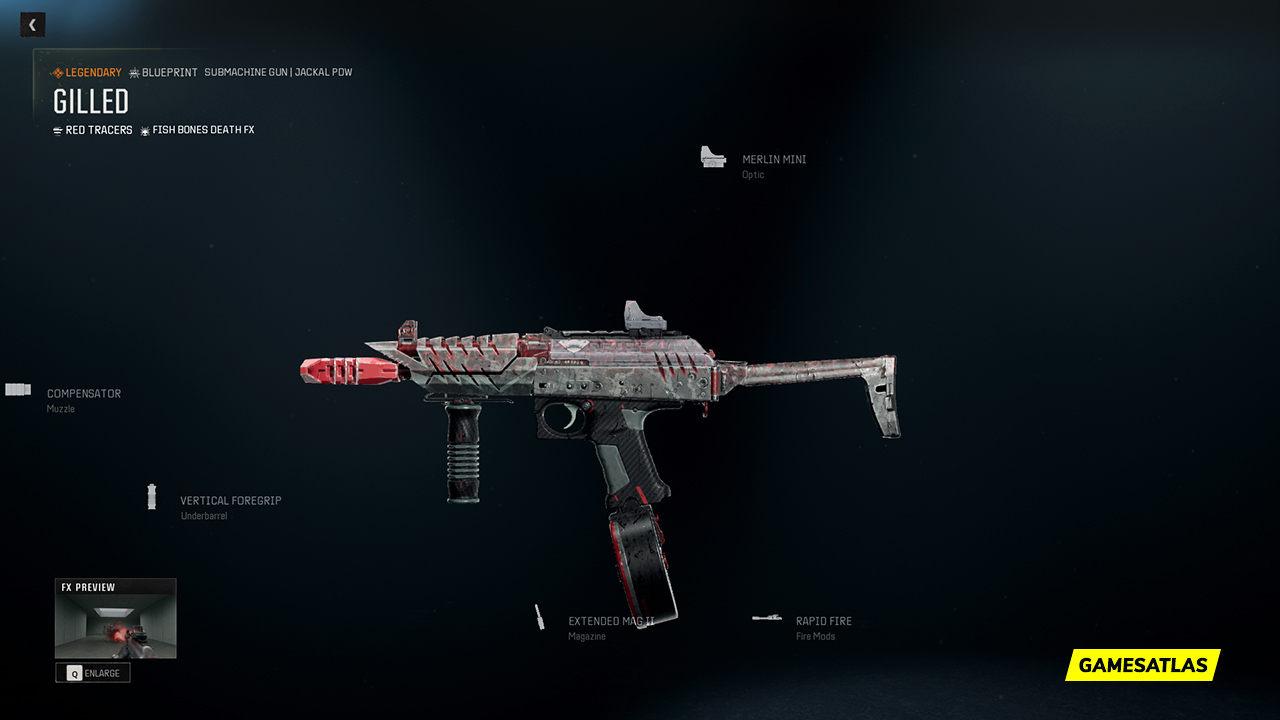 LEGENDARY BLUEPRINT SUBMACHINE GUN | JACKAL PDW
GILLED
RED TRACERS FISH BONES DEATH FX
MERLIN MINI
Optic
COMPENSATOR
Muzzle
VERTICAL FOREGRIP
Underbarrel
FX PREVIEW
Q ENLARGE
EXTENDED MAG II
Magazine
RAPID FIRE
Fire Mods
GAMESATLAS